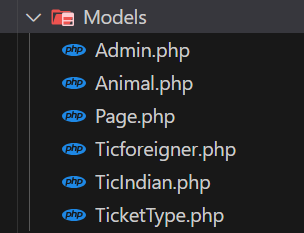 Models
php Admin.php
php Animal.php
php Page.php
php Ticforeigner.php
php TicIndian.php
php TicketType.php